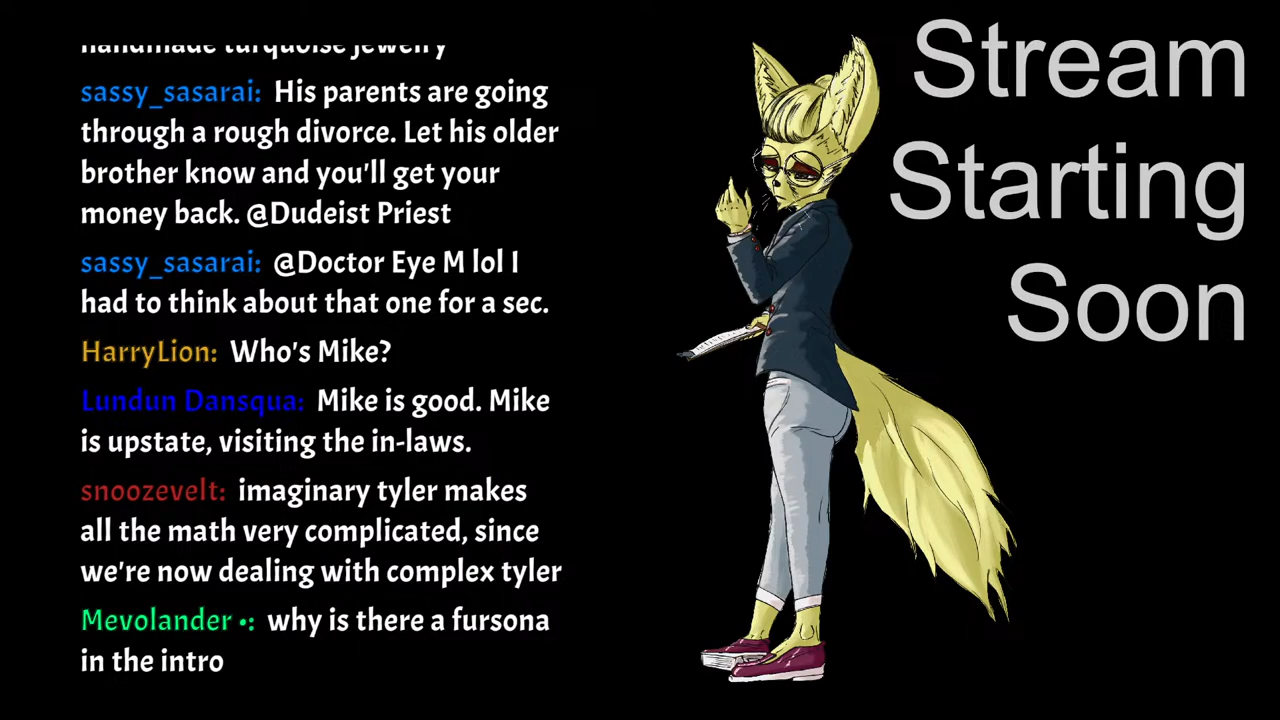 handmade turquoise jewelry
sassy_sasarai: His parents are going
through a rough divorce. Let his older
brother know and you'll get your
money back. @Dudeist Priest
sassy_sasarai: @Doctor Eye M lol I
had to think about that one for a sec.
HarryLion: Who's Mike?
Lundun Dansqua: Mike is good. Mike
is upstate, visiting the in-laws.
snoozevelt: imaginary tyler makes
all the math very complicated, since
we're now dealing with complex tyler
Mevolander •: why is there a fursona
in the intro
Stream
Starting
Soon